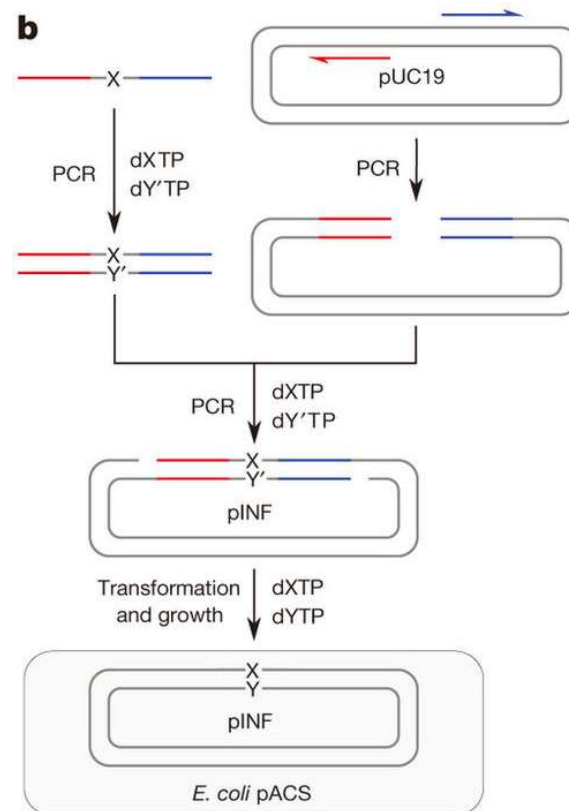 b
X
pUC19
PCR
dXTP
dY′TP
PCR
X
Y′
PCR
dXTP
dY′TP
X
Y′
pINF
Transformation
and growth
dXTP
dYTP
X
Y
pINF
E. coli pACS